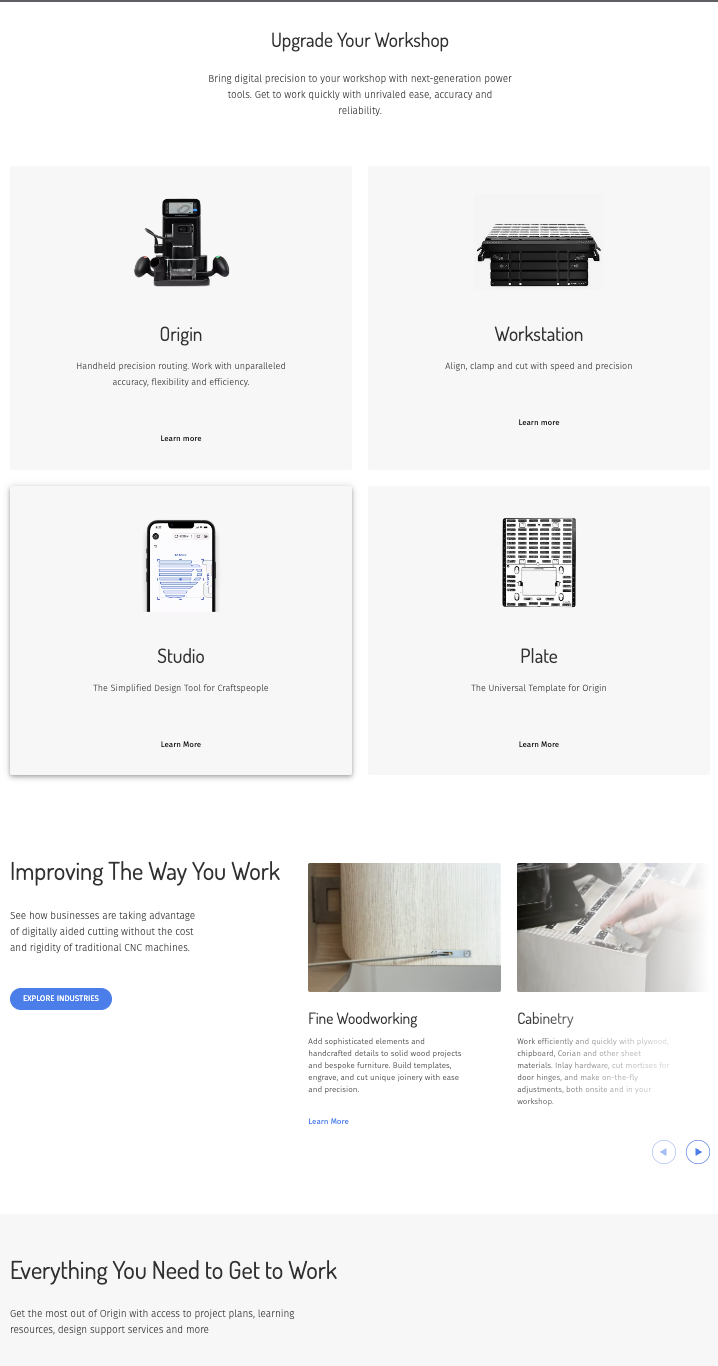 Upgrade Your Workshop
Bring digital precision to your workshop with next-generation power
tools. Get to work quickly with unrivaled ease, accuracy and
reliability.
Origin
Handheld precision routing. Work with unparalleled
accuracy, flexibility and efficiency.
Learn more
Workstation
Align, clamp and cut with speed and precision
Learn more
Studio
The Simplified Design Tool for Craftspeople
Learn More
Plate
The Universal Template for Origin
Learn More
Improving The Way You Work
See how businesses are taking advantage
of digitally aided cutting without the cost
and rigidity of traditional CNC machines.
EXPLORE INDUSTRIES
Fine Woodworking
Add sophisticated elements and
handcrafted details to solid wood projects
and bespoke furniture. Build templates,
engrave, and cut unique joinery with ease
and precision.
Learn More
Cabinetry
Work efficiently and quickly with plywood,
chipboard, Corian and other sheet
materials. Inlay hardware, cut mortises for
door hinges, and make on-the-fly
adjustments, both onsite and in your
workshop.
Everything You Need to Get to Work
Get the most out of Origin with access to project plans, learning
resources, design support services and more